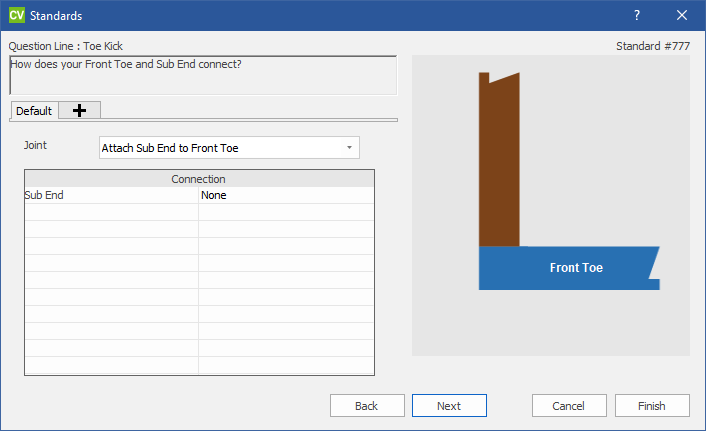 CV Standards ?
Question Line : Toe Kick
Standard #777
How does your Front Toe and Sub End connect?
Default
Joint
Attach Sub End to Front Toe
Connection
Sub End None
Front Toe
Back Next Cancel Finish